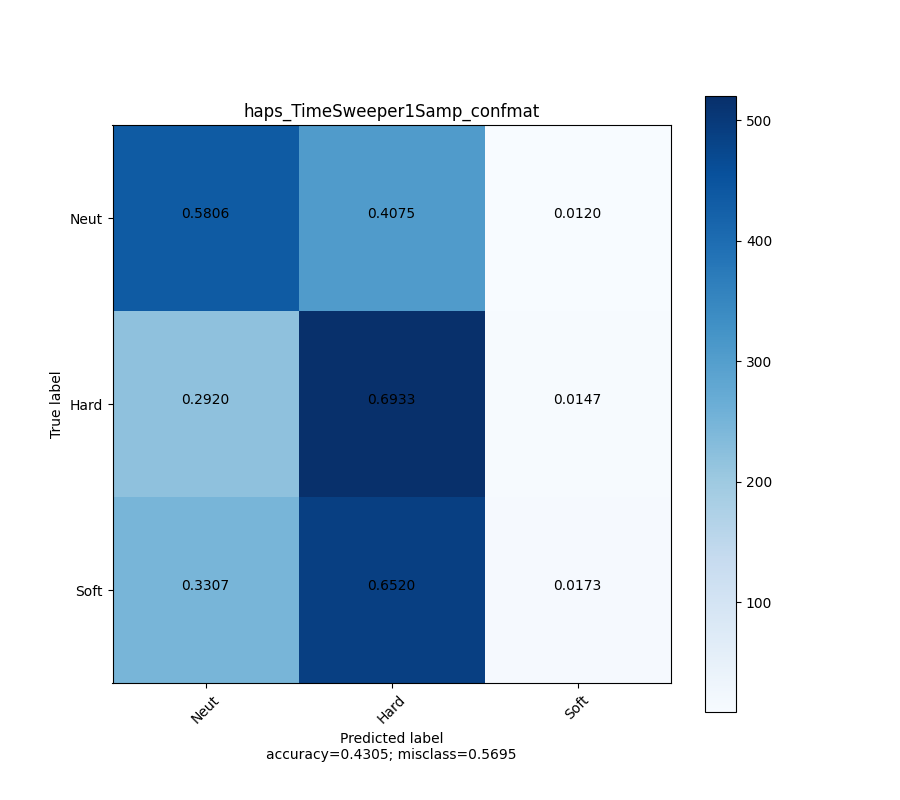 haps_TimeSweeper1Samp_confmat
Neut 0.5806 0.4075 0.0120
Hard 0.2920 0.6933 0.0147
Soft 0.3307 0.6520 0.0173
True label
Neut Hard Soft
Predicted label
accuracy=0.4305; misclass=0.5695
500
400
300
200
100